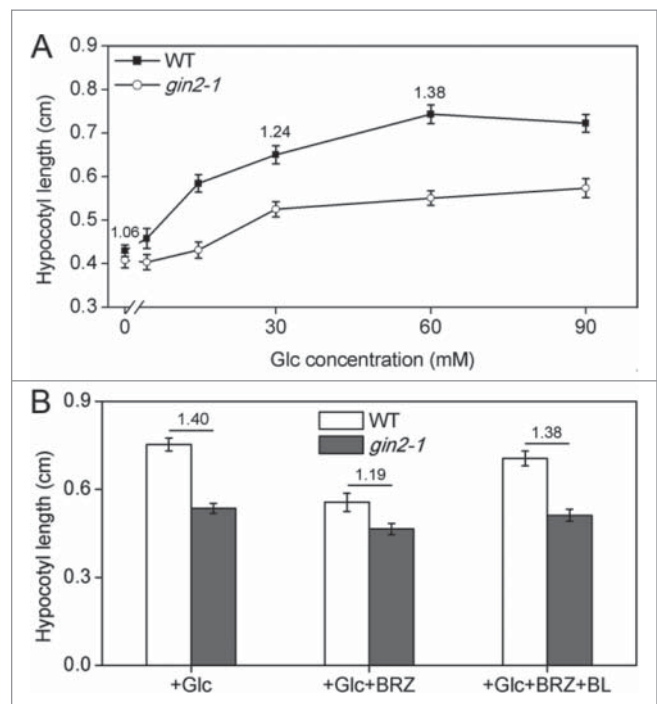 A
0.9
0.8
0.7
0.6
0.5
0.4
0.3
Hypocotyl length (cm)
WT
gin2-1
1.06
1.24
1.38
0
30
60
90
Glc concentration (mM)
B
0.9
0.6
0.3
0.0
Hypocotyl length (cm)
WT
gin2-1
1.40
1.19
1.38
+Glc
+Glc+BRZ
+Glc+BRZ+BL